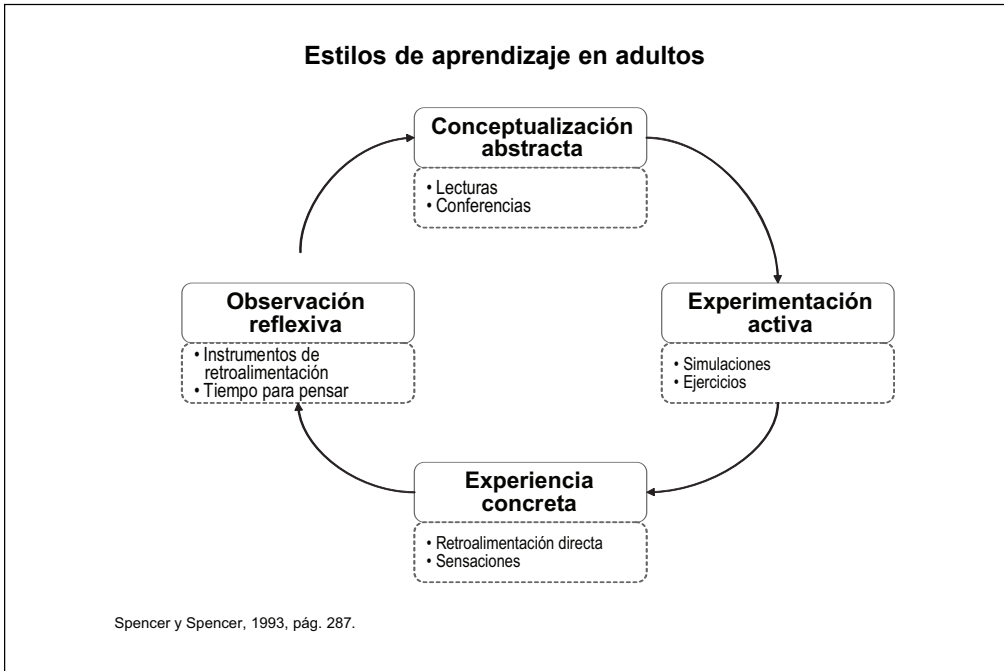 Estilos de aprendizaje en adultos
Conceptualización
abstracta
• Lecturas
• Conferencias
Observación
reflexiva
• Instrumentos de
retroalimentación
• Tiempo para pensar
Experimentación
activa
• Simulaciones
• Ejercicios
Experiencia
concreta
• Retroalimentación directa
• Sensaciones
Spencer y Spencer, 1993, pág. 287.